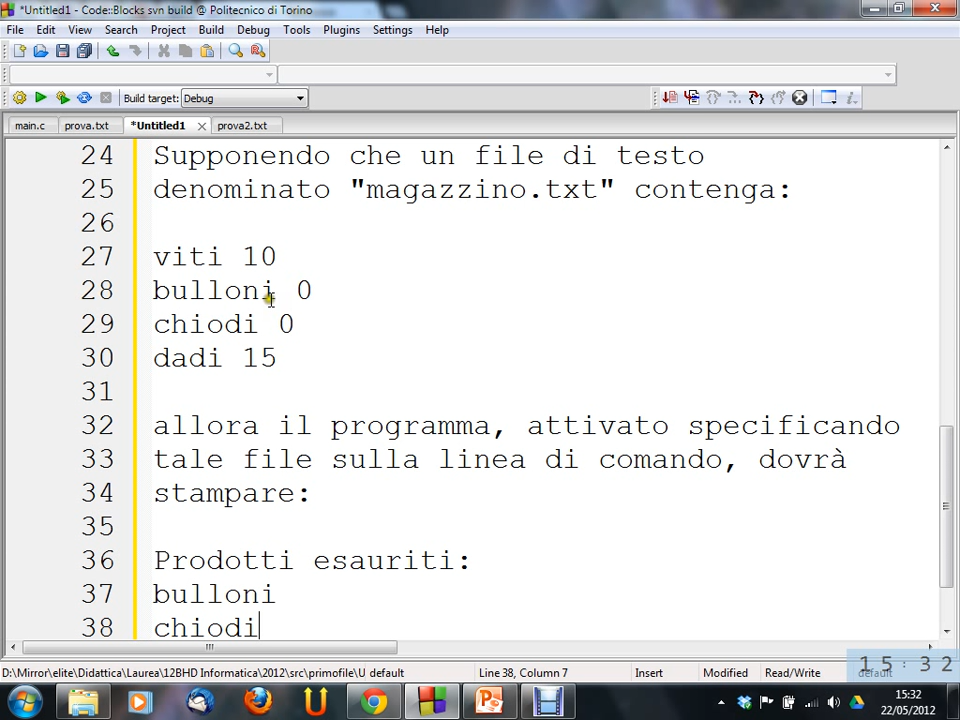 *Untitled1 - Code::Blocks svn build @ Politecnico di Torino
File Edit View Search Project Build Debug Tools Plugins Settings Help
Build target: Debug
main.c prova.txt *Untitled1 prova2.txt
24 Supponendo che un file di testo
25 denominato "magazzino.txt" contenga:
26
27 viti 10
28 bulloni 0
29 chiodi 0
30 dadi 15
31
32 allora il programma, attivato specificando
33 tale file sulla linea di comando, dovrà
34 stampare:
35
36 Prodotti esauriti:
37 bulloni
38 chiodi
D:\Mirror\elite\Didattica\Laurea\12BHD Informatica\2012\src\primofile\U default Line 38, Column 7 Insert Modified Read/Write default
15:32
15:32
22/05/2012